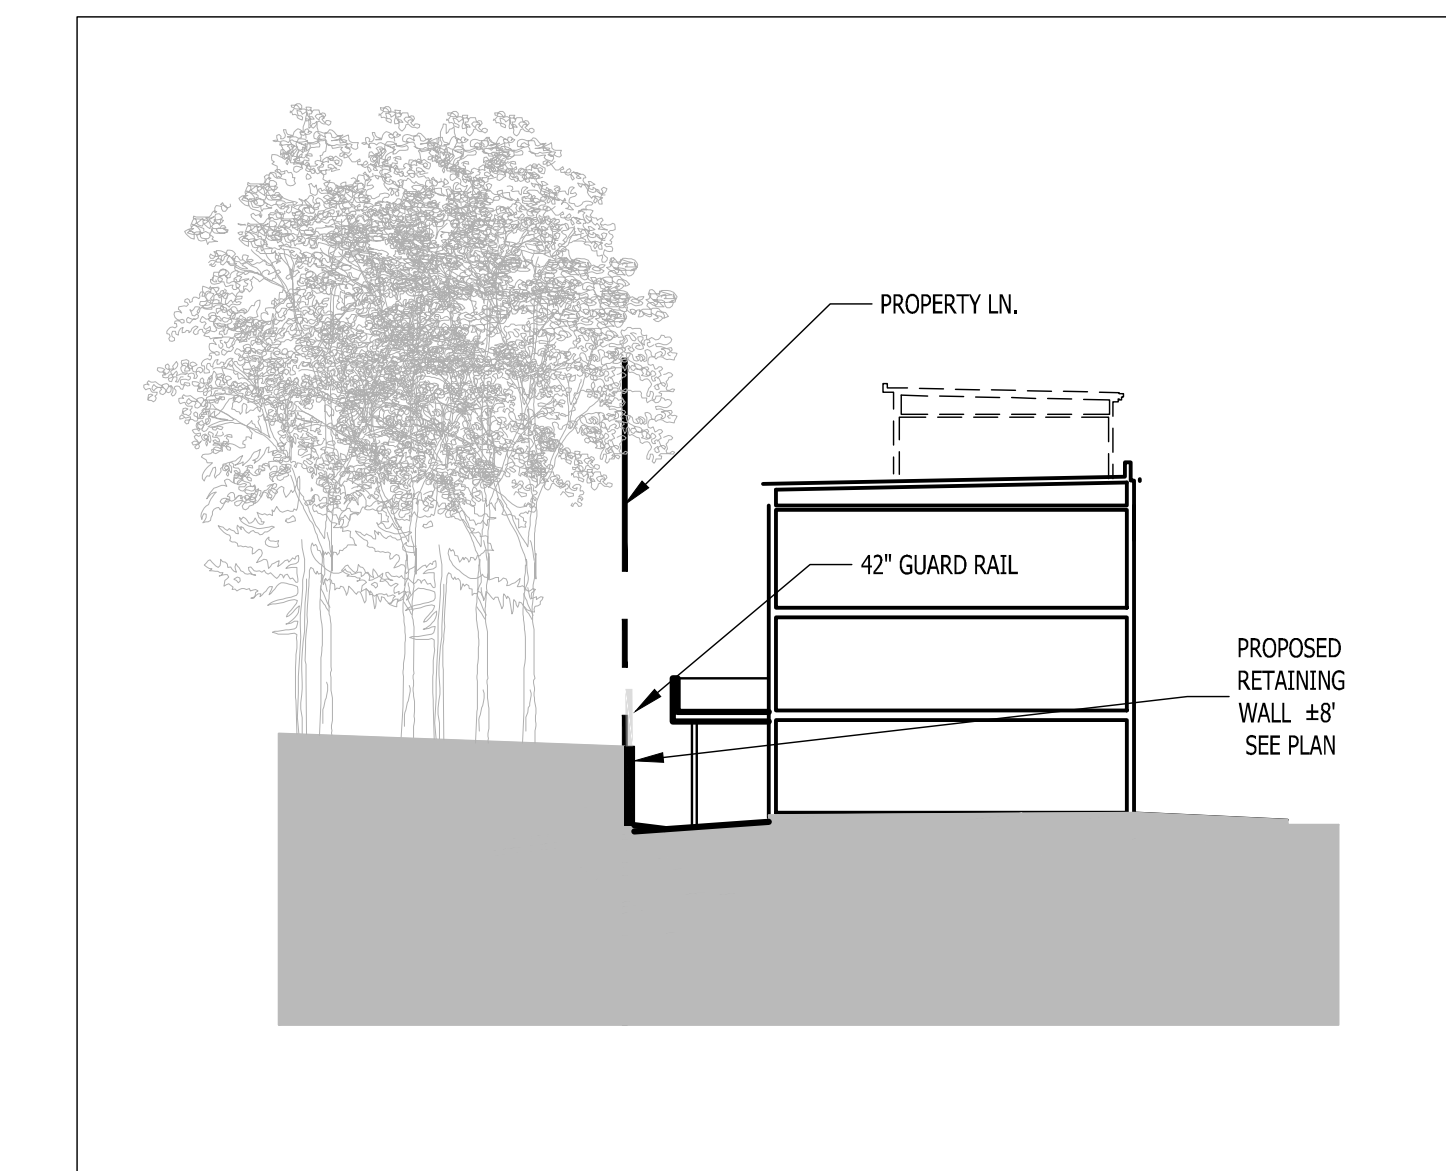 PROPERTY LN.
42" GUARD RAIL
PROPOSED
RETAINING
WALL ±8'
SEE PLAN